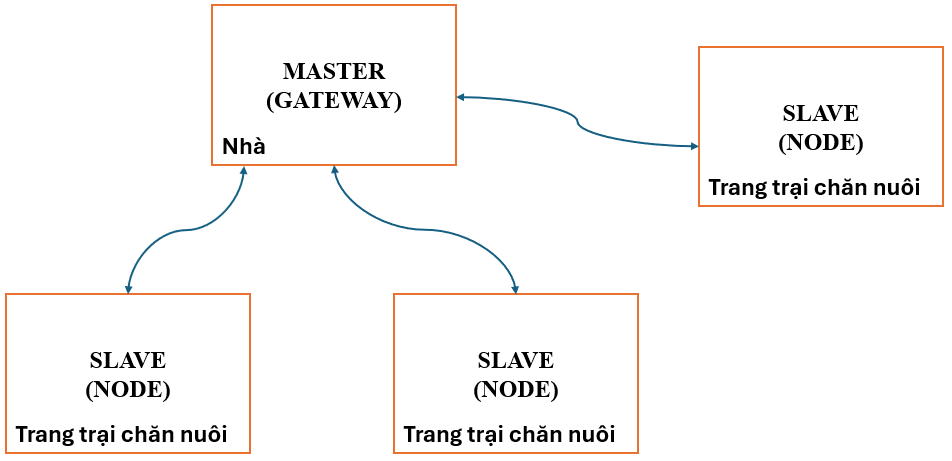 MASTER
(GATEWAY)
Nhà
SLAVE
(NODE)
Trang trại chăn nuôi
SLAVE
(NODE)
Trang trại chăn nuôi
SLAVE
(NODE)
Trang trại chăn nuôi